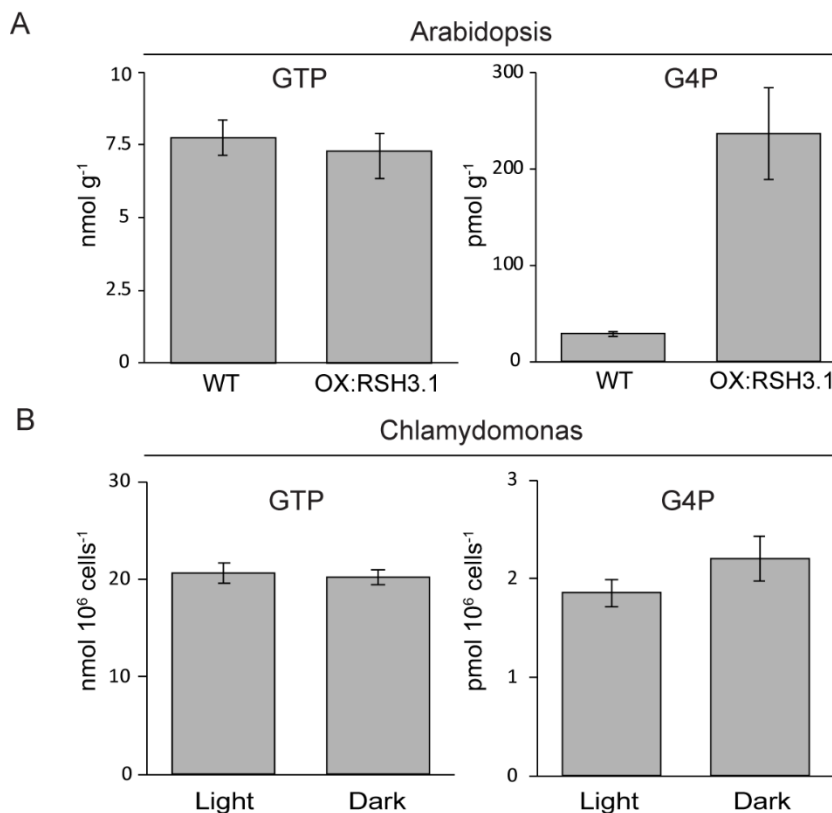 A
Arabidopsis
GTP
nmol g⁻¹
10
7.5
5
2.5
0
WT OX:RSH3.1
G4P
pmol g⁻¹
300
200
100
0
WT OX:RSH3.1
B
Chlamydomonas
GTP
nmol 10⁶ cells⁻¹
30
20
10
0
Light Dark
G4P
pmol 10⁶ cells⁻¹
3
2
1
0
Light Dark